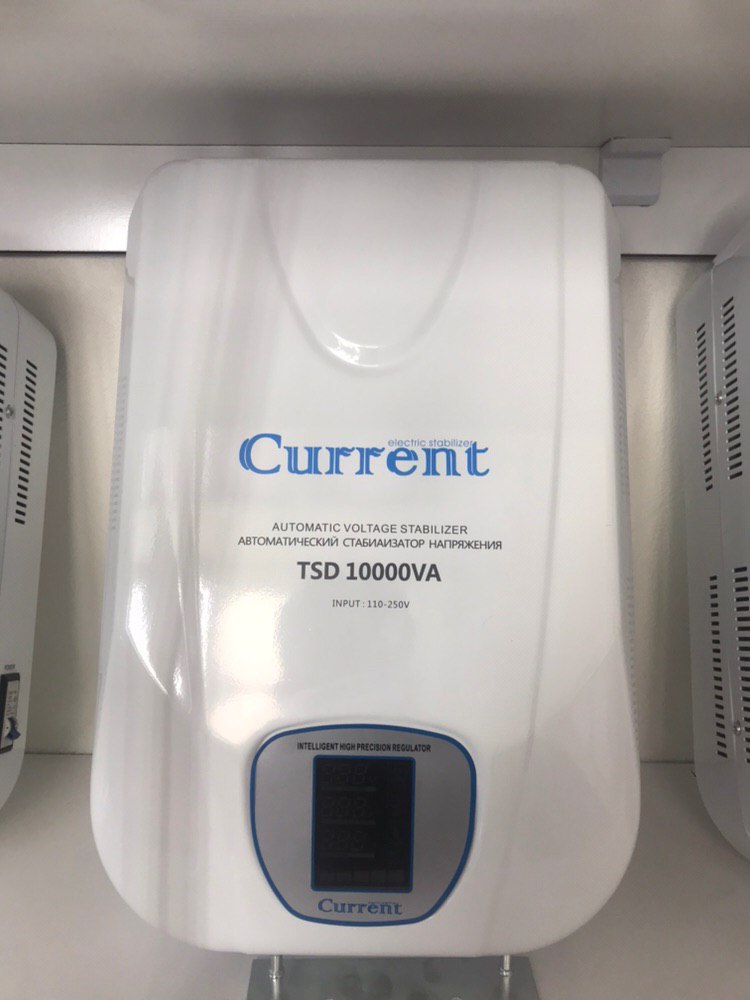 electric stabilizer
Current
AUTOMATIC VOLTAGE STABILIZER
АВТОМАТИЧЕСКИЙ СТАБИАИЗАТОР НАПРЯЖЕНИЯ
TSD 10000VA
INPUT : 110-250V
INTELLIGENT HIGH PRECISION REGULATOR
Current
POWER